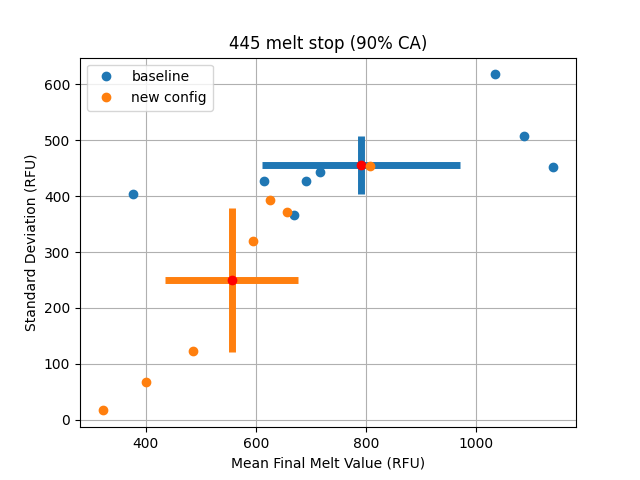 445 melt stop (90% CA)
baseline
new config
600
500
400
300
200
100
0
Standard Deviation (RFU)
400 600 800 1000
Mean Final Melt Value (RFU)